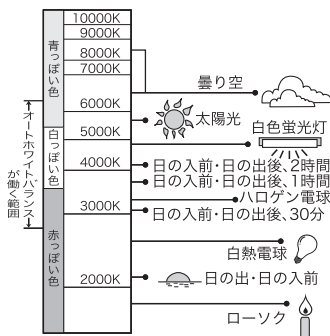 10000K
9000K
8000K
7000K
6000K
5000K
4000K
3000K
2000K
青っぽい色
白っぽい色
赤っぽい色
オートホワイトバランス
が働く範囲
曇り空
太陽光
白色蛍光灯
日の入前・日の出後、2時間
日の入前・日の出後、1時間
ハロゲン電球
日の入前・日の出後、30分
白熱電球
日の出・日の入前
ローソク